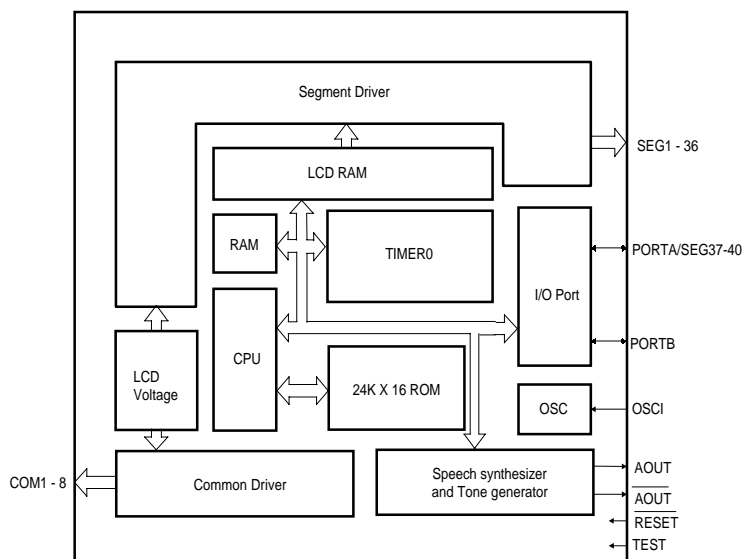 Segment Driver
SEG1 - 36
LCD RAM
RAM
TIMER0
PORTA/SEG37-40
I/O Port
PORTB
CPU
LCD
Voltage
24K X 16 ROM
OSC
OSCI
COM1 - 8
Common Driver
Speech synthesizer
and Tone generator
AOUT
AOUT
RESET
TEST